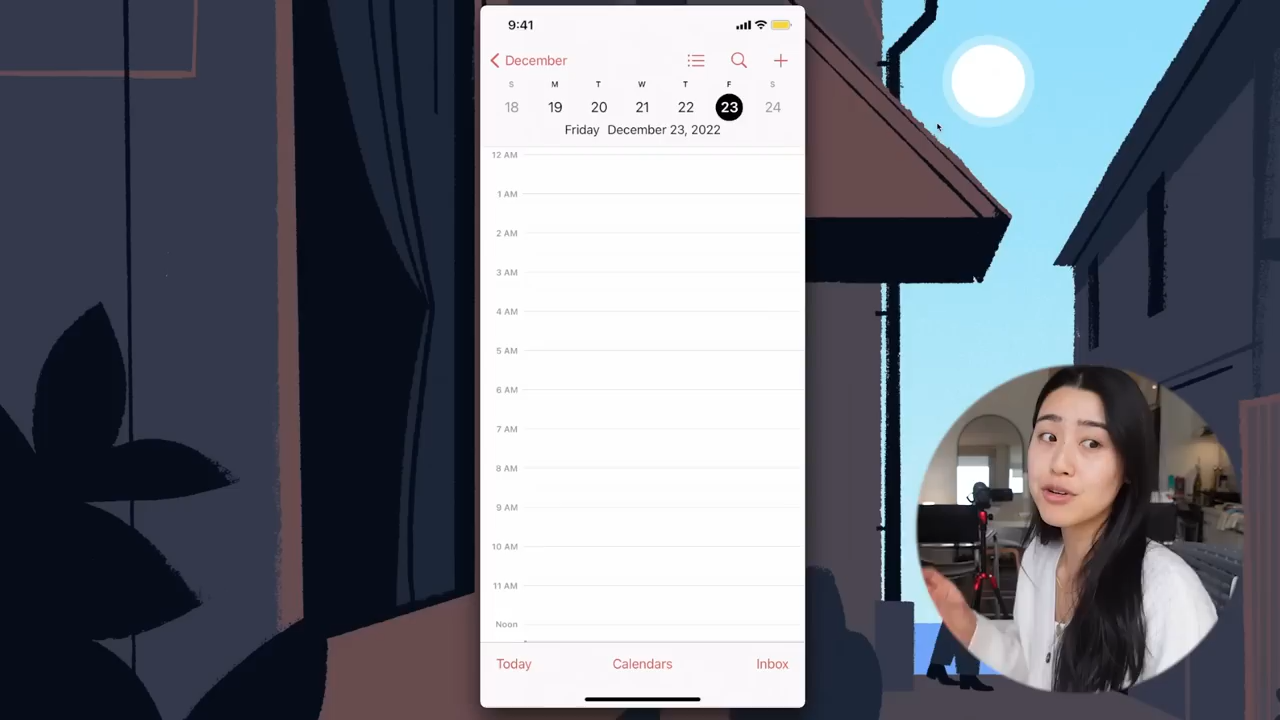 9:41
December
S M T W T F S
18 19 20 21 22 23 24
Friday December 23, 2022
12 AM
1 AM
2 AM
3 AM
4 AM
5 AM
6 AM
7 AM
8 AM
9 AM
10 AM
11 AM
Noon
Today Calendars Inbox